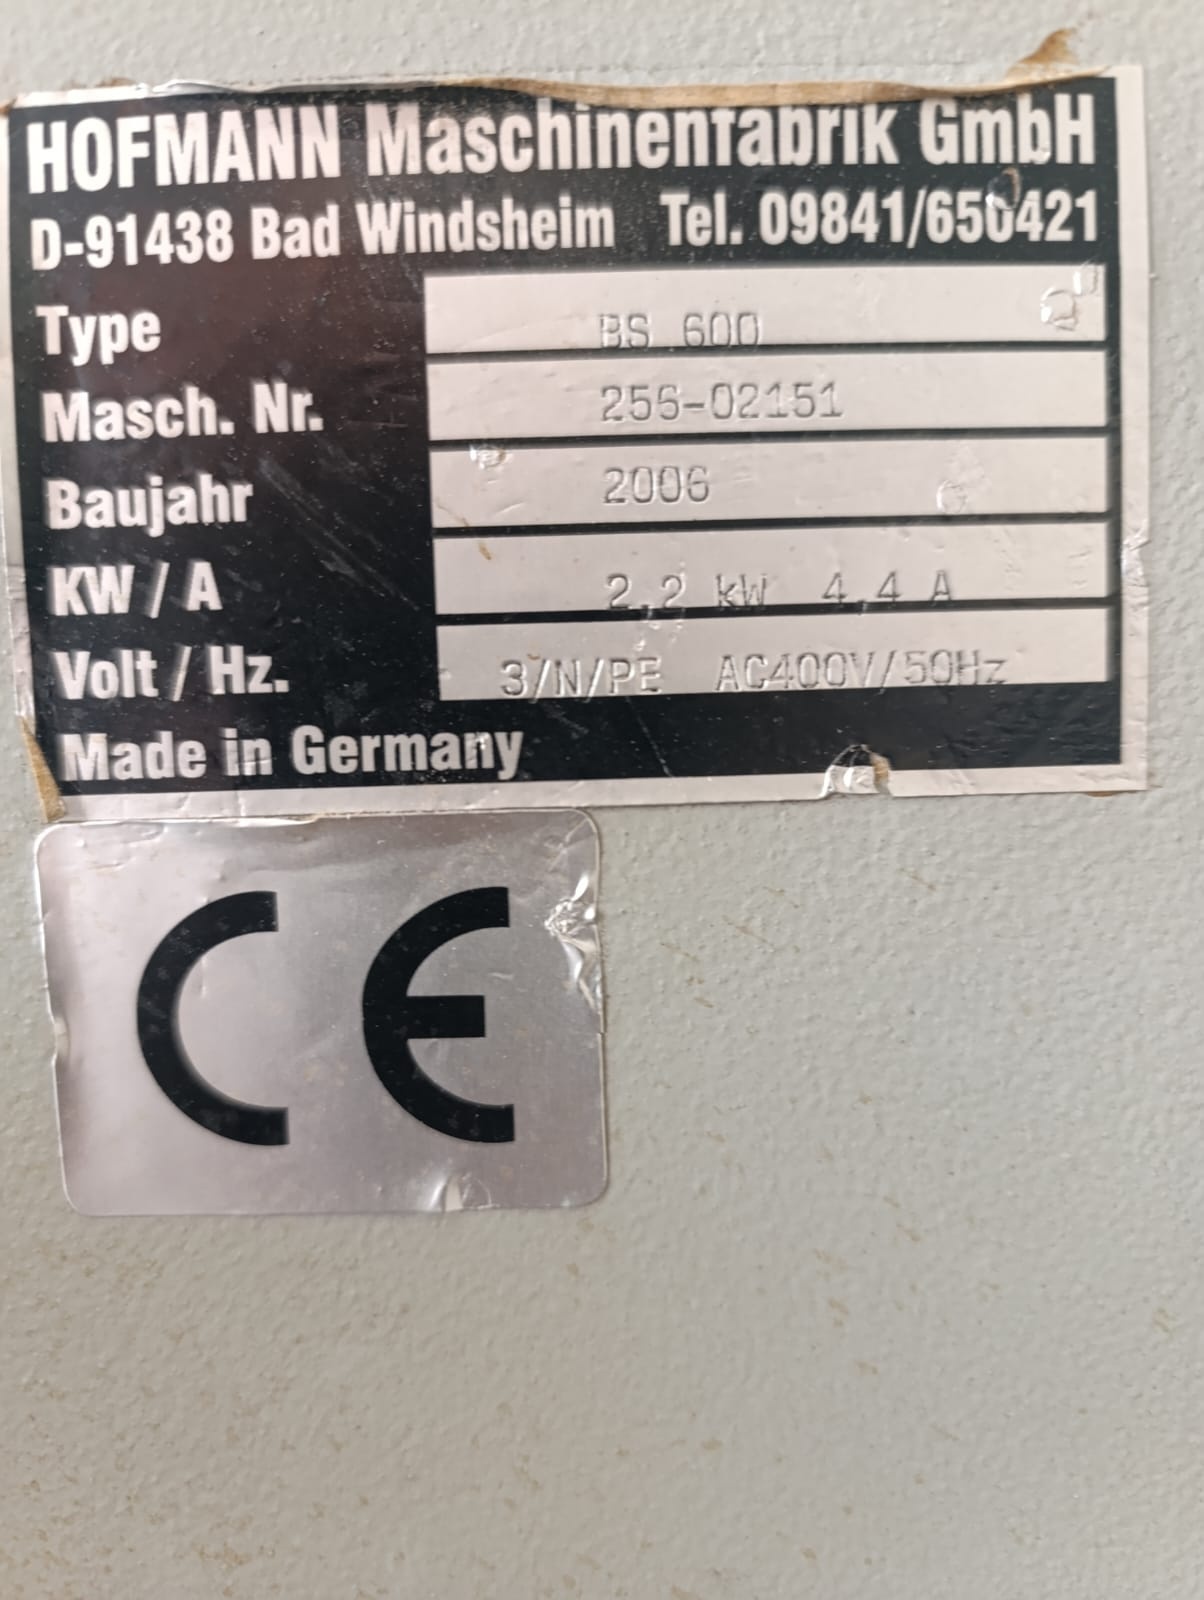 HOFMANN Maschinenfabrik GmbH
D-91438 Bad Windsheim Tel. 09841/650421
Type BS 600
Masch. Nr. 256-02151
Baujahr 2006
KW / A 2,2 kW 4,4 A
Volt / Hz. 3/N/PE AC400V/50Hz
Made in Germany
CE